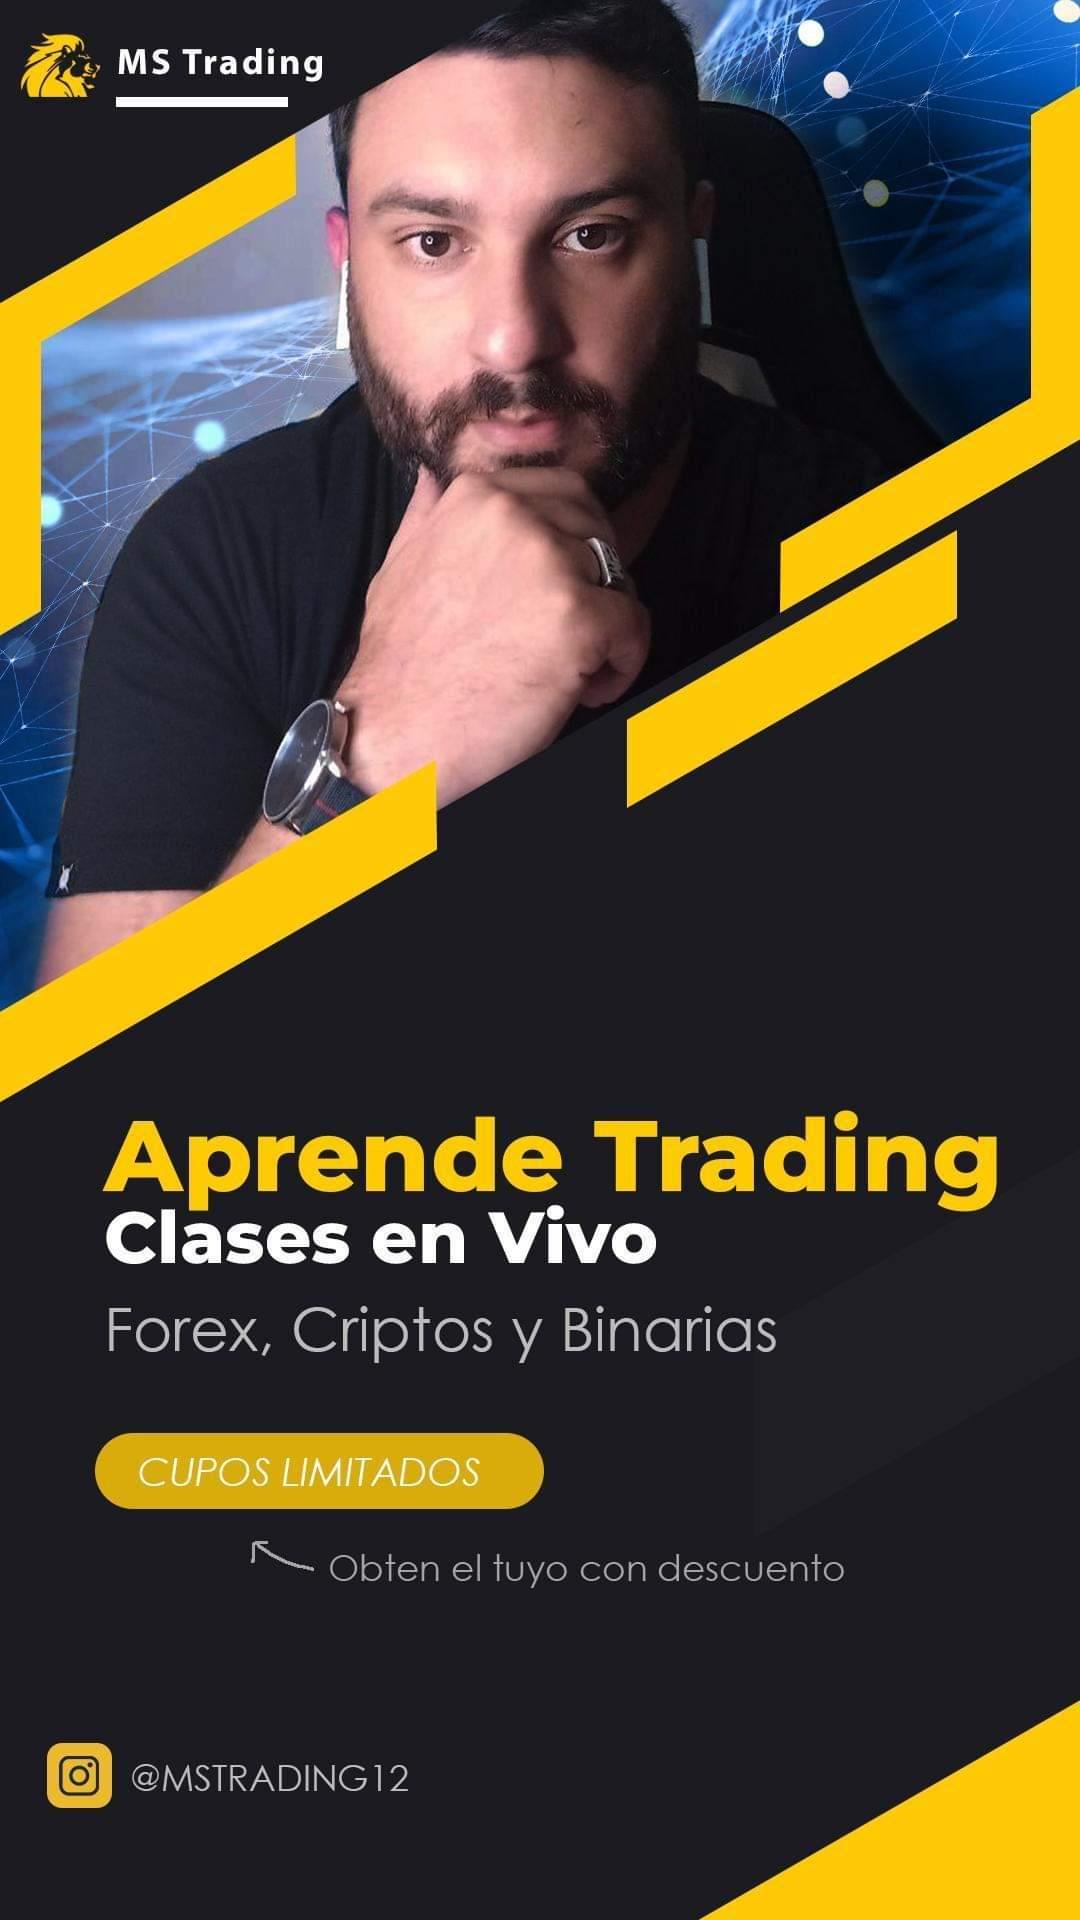 MS Trading
Aprende Trading
Clases en Vivo
Forex, Criptos y Binarias
CUPOS LIMITADOS
Obten el tuyo con descuento
@MSTRADING12